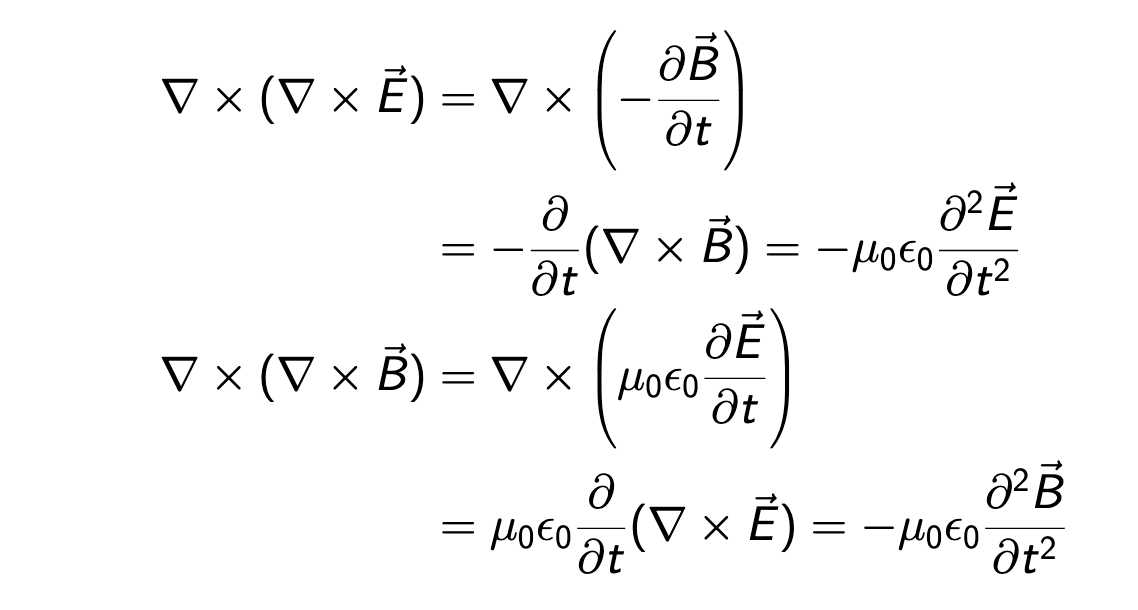 ∇ × (∇ × E⃗) = ∇ × (−∂B⃗/∂t)
= −∂/∂t(∇ × B⃗) = −μ₀ϵ₀ ∂²E⃗/∂t²
∇ × (∇ × B⃗) = ∇ × (μ₀ϵ₀ ∂E⃗/∂t)
= μ₀ϵ₀ ∂/∂t(∇ × E⃗) = −μ₀ϵ₀ ∂²B⃗/∂t²